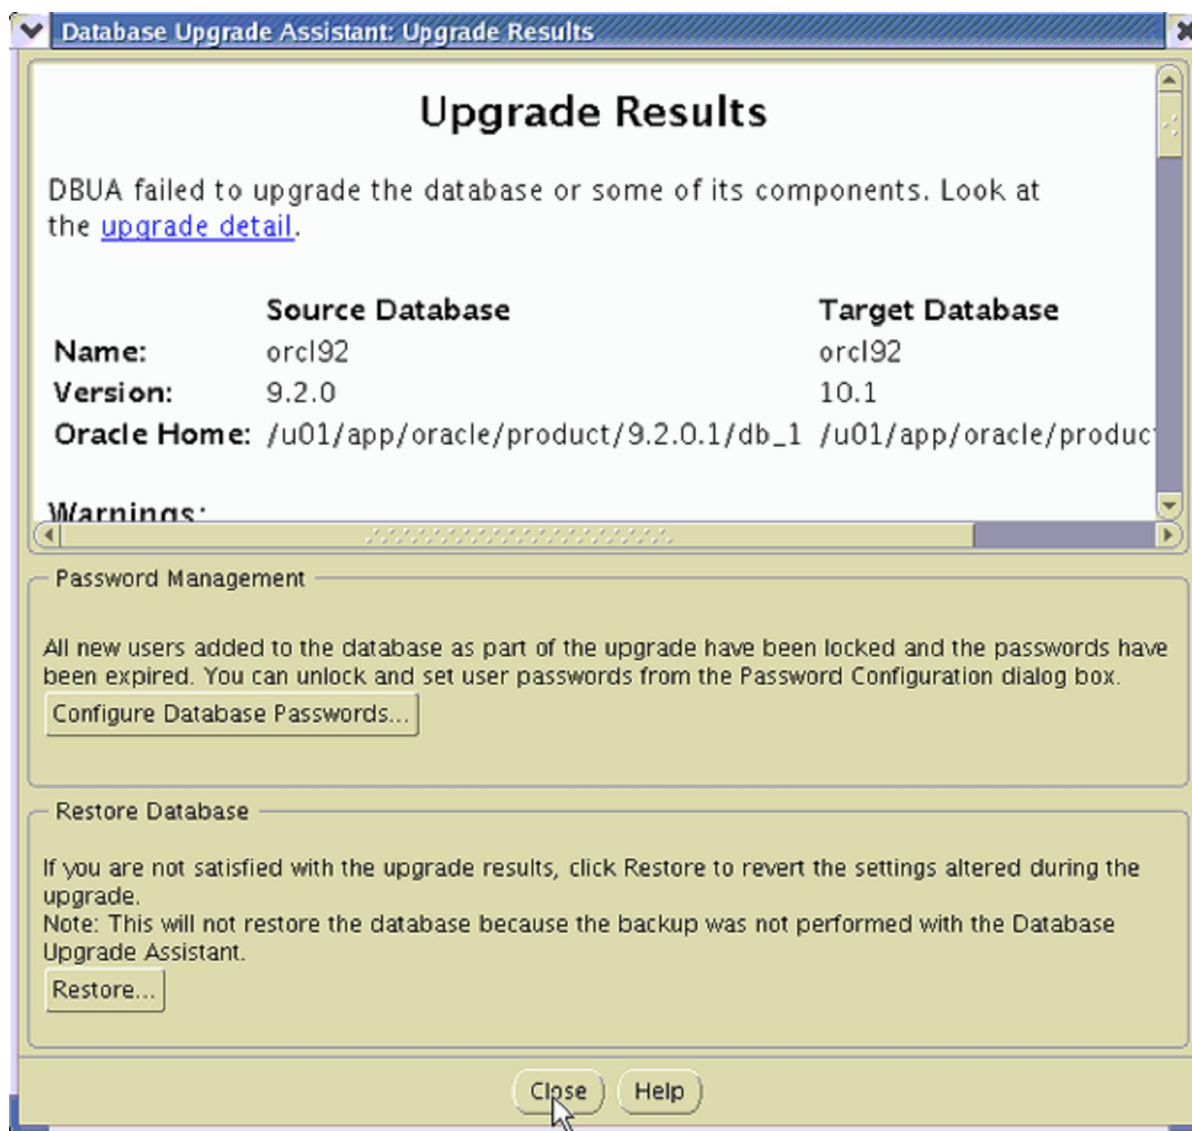 Database Upgrade Assistant: Upgrade Results
Upgrade Results
DBUA failed to upgrade the database or some of its components. Look at
the upgrade detail.
Source Database Target Database
Name: orcl92 orcl92
Version: 9.2.0 10.1
Oracle Home: /u01/app/oracle/product/9.2.0.1/db_1 /u01/app/oracle/produc
Warnings:
Password Management
All new users added to the database as part of the upgrade have been locked and the passwords have
been expired. You can unlock and set user passwords from the Password Configuration dialog box.
Configure Database Passwords...
Restore Database
If you are not satisfied with the upgrade results, click Restore to revert the settings altered during the
upgrade.
Note: This will not restore the database because the backup was not performed with the Database
Upgrade Assistant.
Restore...
Close Help